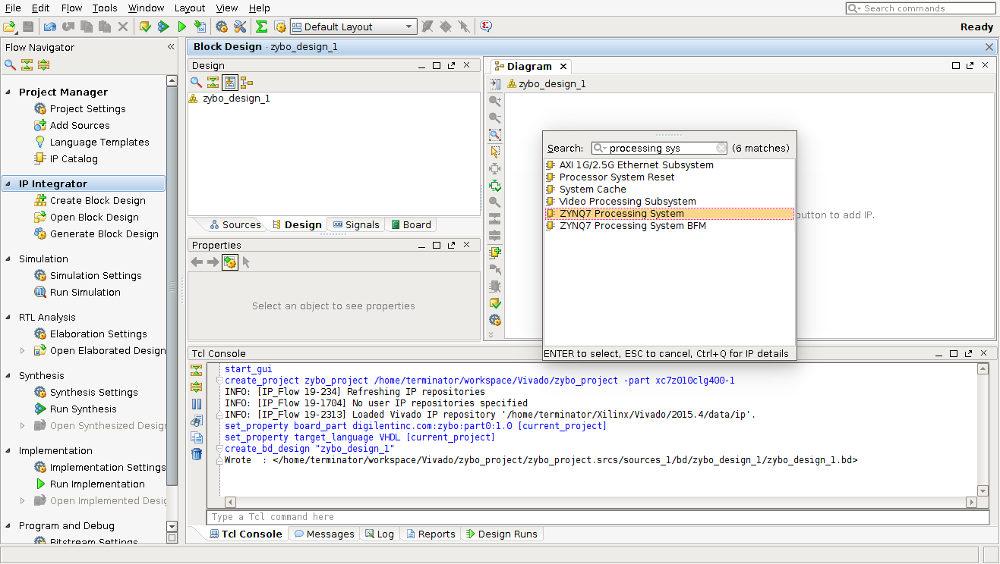 File Edit Flow Tools Window Layout View Help
Search commands
Default Layout
Ready
Flow Navigator
Project Manager
Project Settings
Add Sources
Language Templates
IP Catalog
IP Integrator
Create Block Design
Open Block Design
Generate Block Design
Simulation
Simulation Settings
Run Simulation
RTL Analysis
Elaboration Settings
Open Elaborated Design
Synthesis
Synthesis Settings
Run Synthesis
Open Synthesized Design
Implementation
Implementation Settings
Run Implementation
Open Implemented Desig
Program and Debug
Bitstream Settings
Block Design - zybo_design_1
Design
zybo_design_1
Sources Design Signals Board
Properties
Select an object to see properties
Diagram
zybo_design_1
button to add IP.
Search: processing sys (6 matches)
AXI 1G/2.5G Ethernet Subsystem
Processor System Reset
System Cache
Video Processing Subsystem
ZYNQ7 Processing System
ZYNQ7 Processing System BFM
ENTER to select, ESC to cancel, Ctrl+Q for IP details
Tcl Console
start_gui
create_project zybo_project /home/terminator/workspace/Vivado/zybo_project -part xc7z010clg400-1
INFO: [IP_Flow 19-234] Refreshing IP repositories
INFO: [IP_Flow 19-1704] No user IP repositories specified
INFO: [IP_Flow 19-2313] Loaded Vivado IP repository '/home/terminator/Xilinx/Vivado/2015.4/data/ip'.
set_property board_part digilentinc.com:zybo:part0:1.0 [current_project]
set_property target_language VHDL [current_project]
create_bd_design "zybo_design_1"
Wrote  : </home/terminator/workspace/Vivado/zybo_project/zybo_project.srcs/sources_1/bd/zybo_design_1/zybo_design_1.bd>
Type a Tcl command here
Tcl Console Messages Log Reports Design Runs